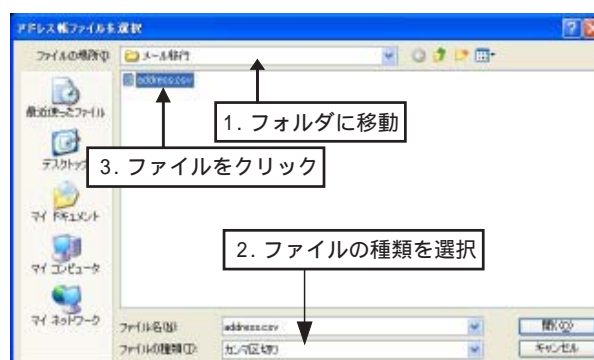 アドレス帳ファイルを選択
ファイルの場所(I):
メール移行
address.csv
1. フォルダに移動
3. ファイルをクリック
最近使ったファイル
デスクトップ
マイ ドキュメント
2. ファイルの種類を選択
マイ コンピュータ
マイ ネットワーク
ファイル名(N):
address.csv
開く(O)
ファイルの種類(T):
カンマ区切り
キャンセル